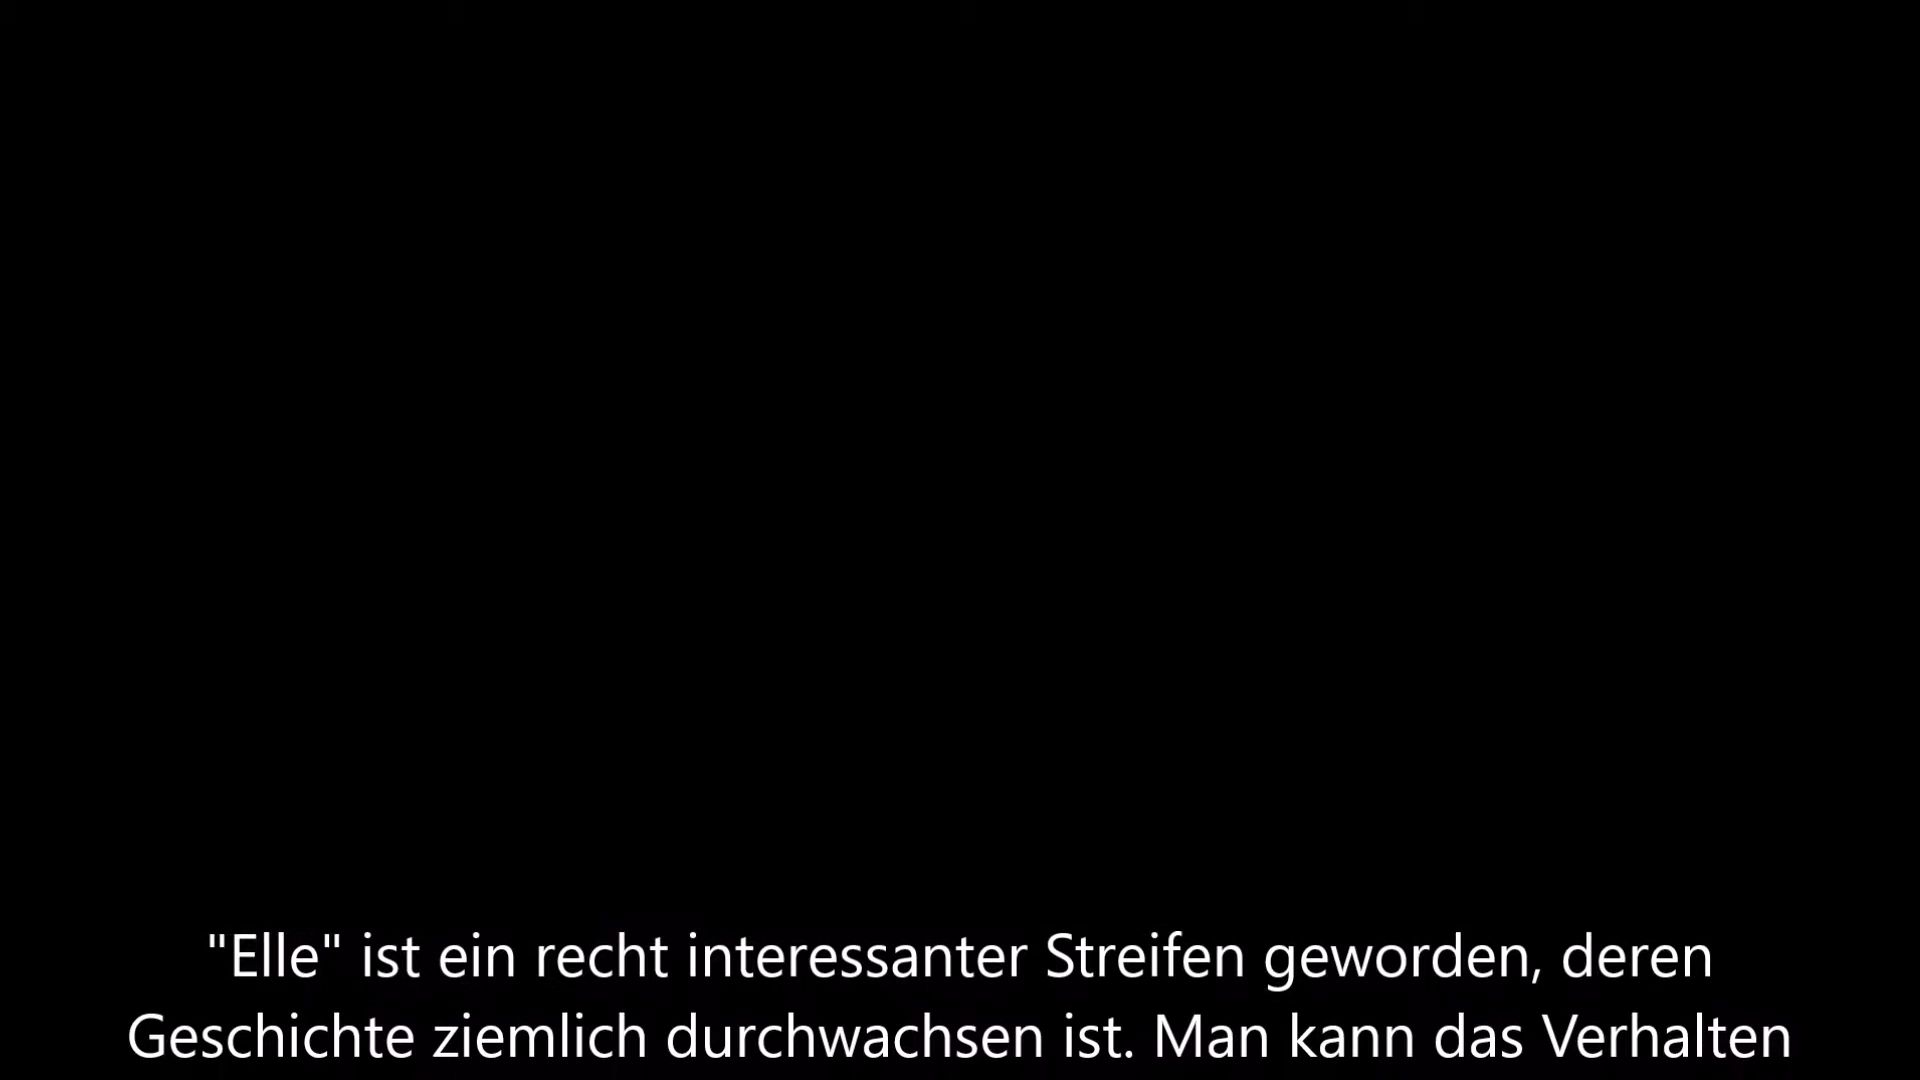 "Elle" ist ein recht interessanter Streifen geworden, deren
Geschichte ziemlich durchwachsen ist. Man kann das Verhalten